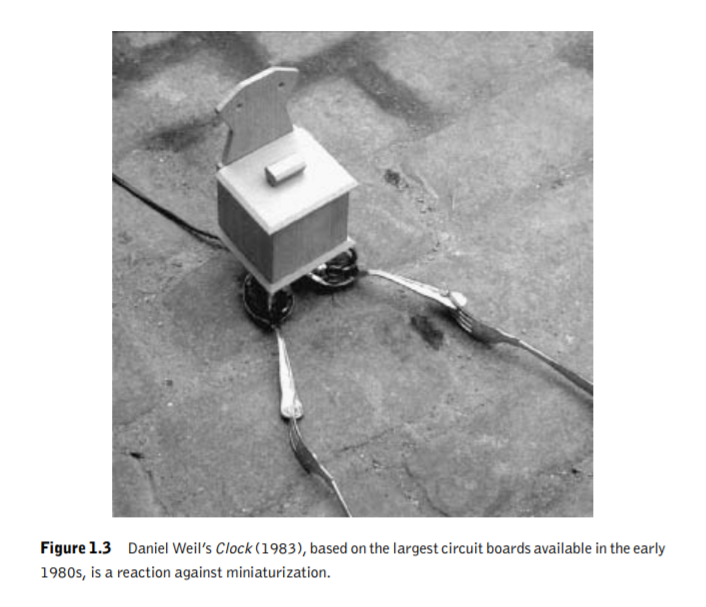 Figure 1.3 Daniel Weil's Clock (1983), based on the largest circuit boards available in the early
1980s, is a reaction against miniaturization.